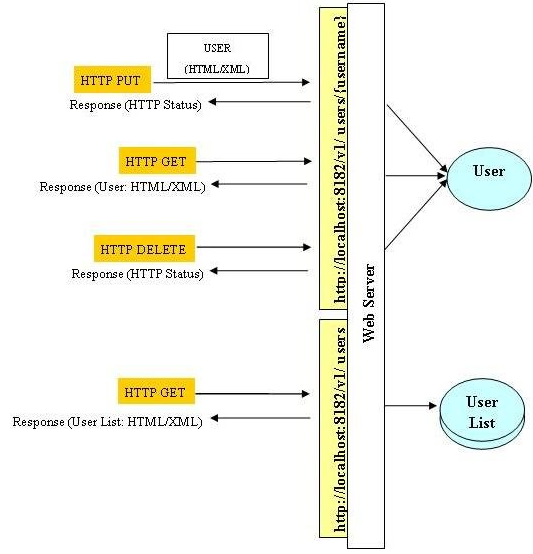 USER
(HTML/XML)
HTTP PUT
Response (HTTP Status)
HTTP GET
Response (User: HTML/XML)
HTTP DELETE
Response (HTTP Status)
http://localhost:8182/v1/ users/{username}
Web Server
User
HTTP GET
Response (User List: HTML/XML)
http://localhost:8182/v1/ users
User
List